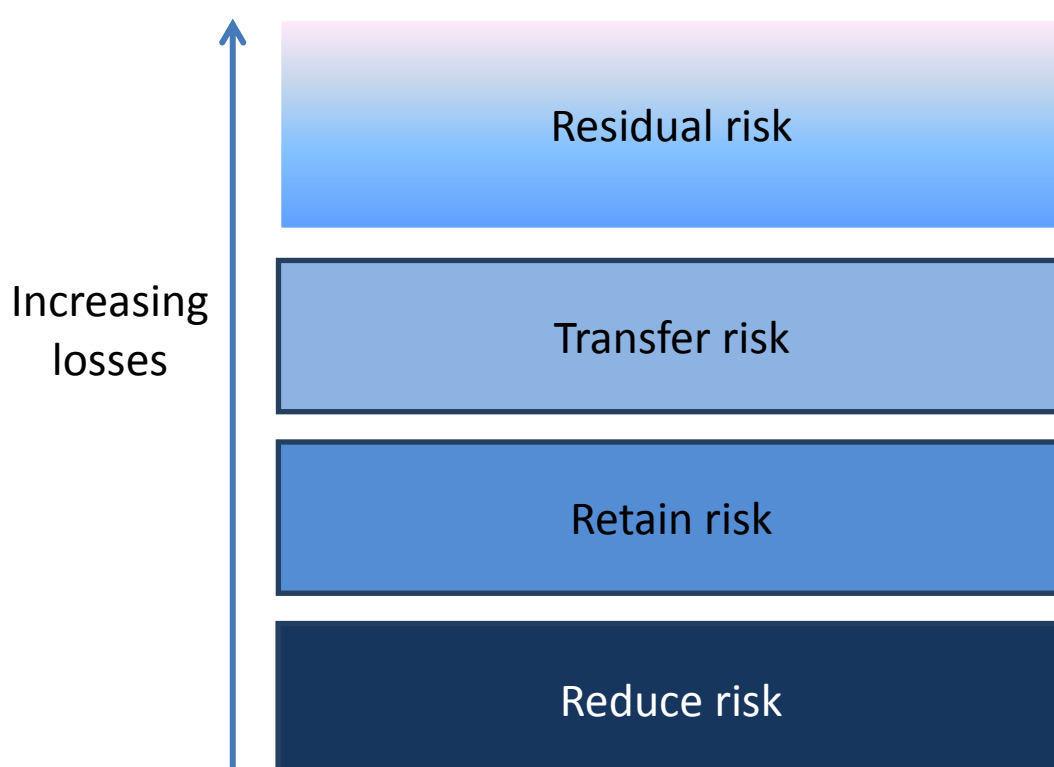 Residual risk
Increasing
losses
Transfer risk
Retain risk
Reduce risk